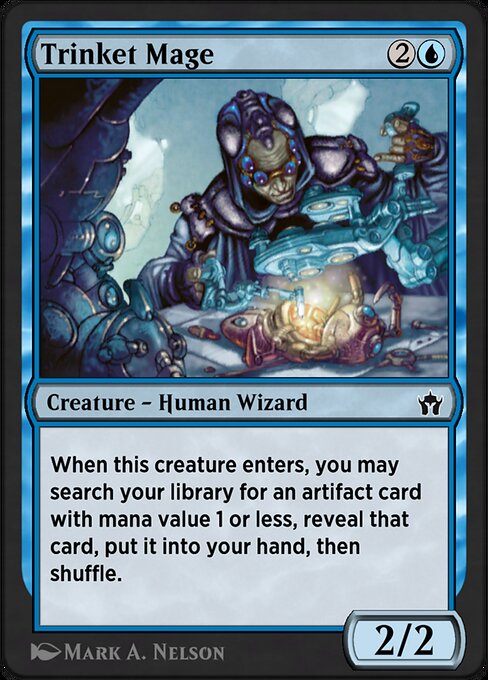 Trinket Mage 2
Creature – Human Wizard
When this creature enters, you may
search your library for an artifact card
with mana value 1 or less, reveal that
card, put it into your hand, then
shuffle.
2/2
Mark A. Nelson